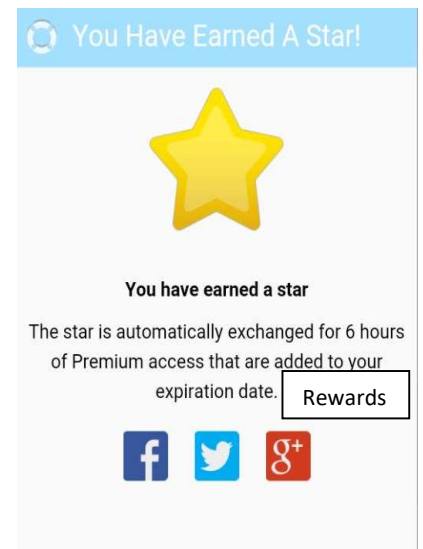 You Have Earned A Star!
You have earned a star
The star is automatically exchanged for 6 hours
of Premium access that are added to your
expiration date.
Rewards
f
g+